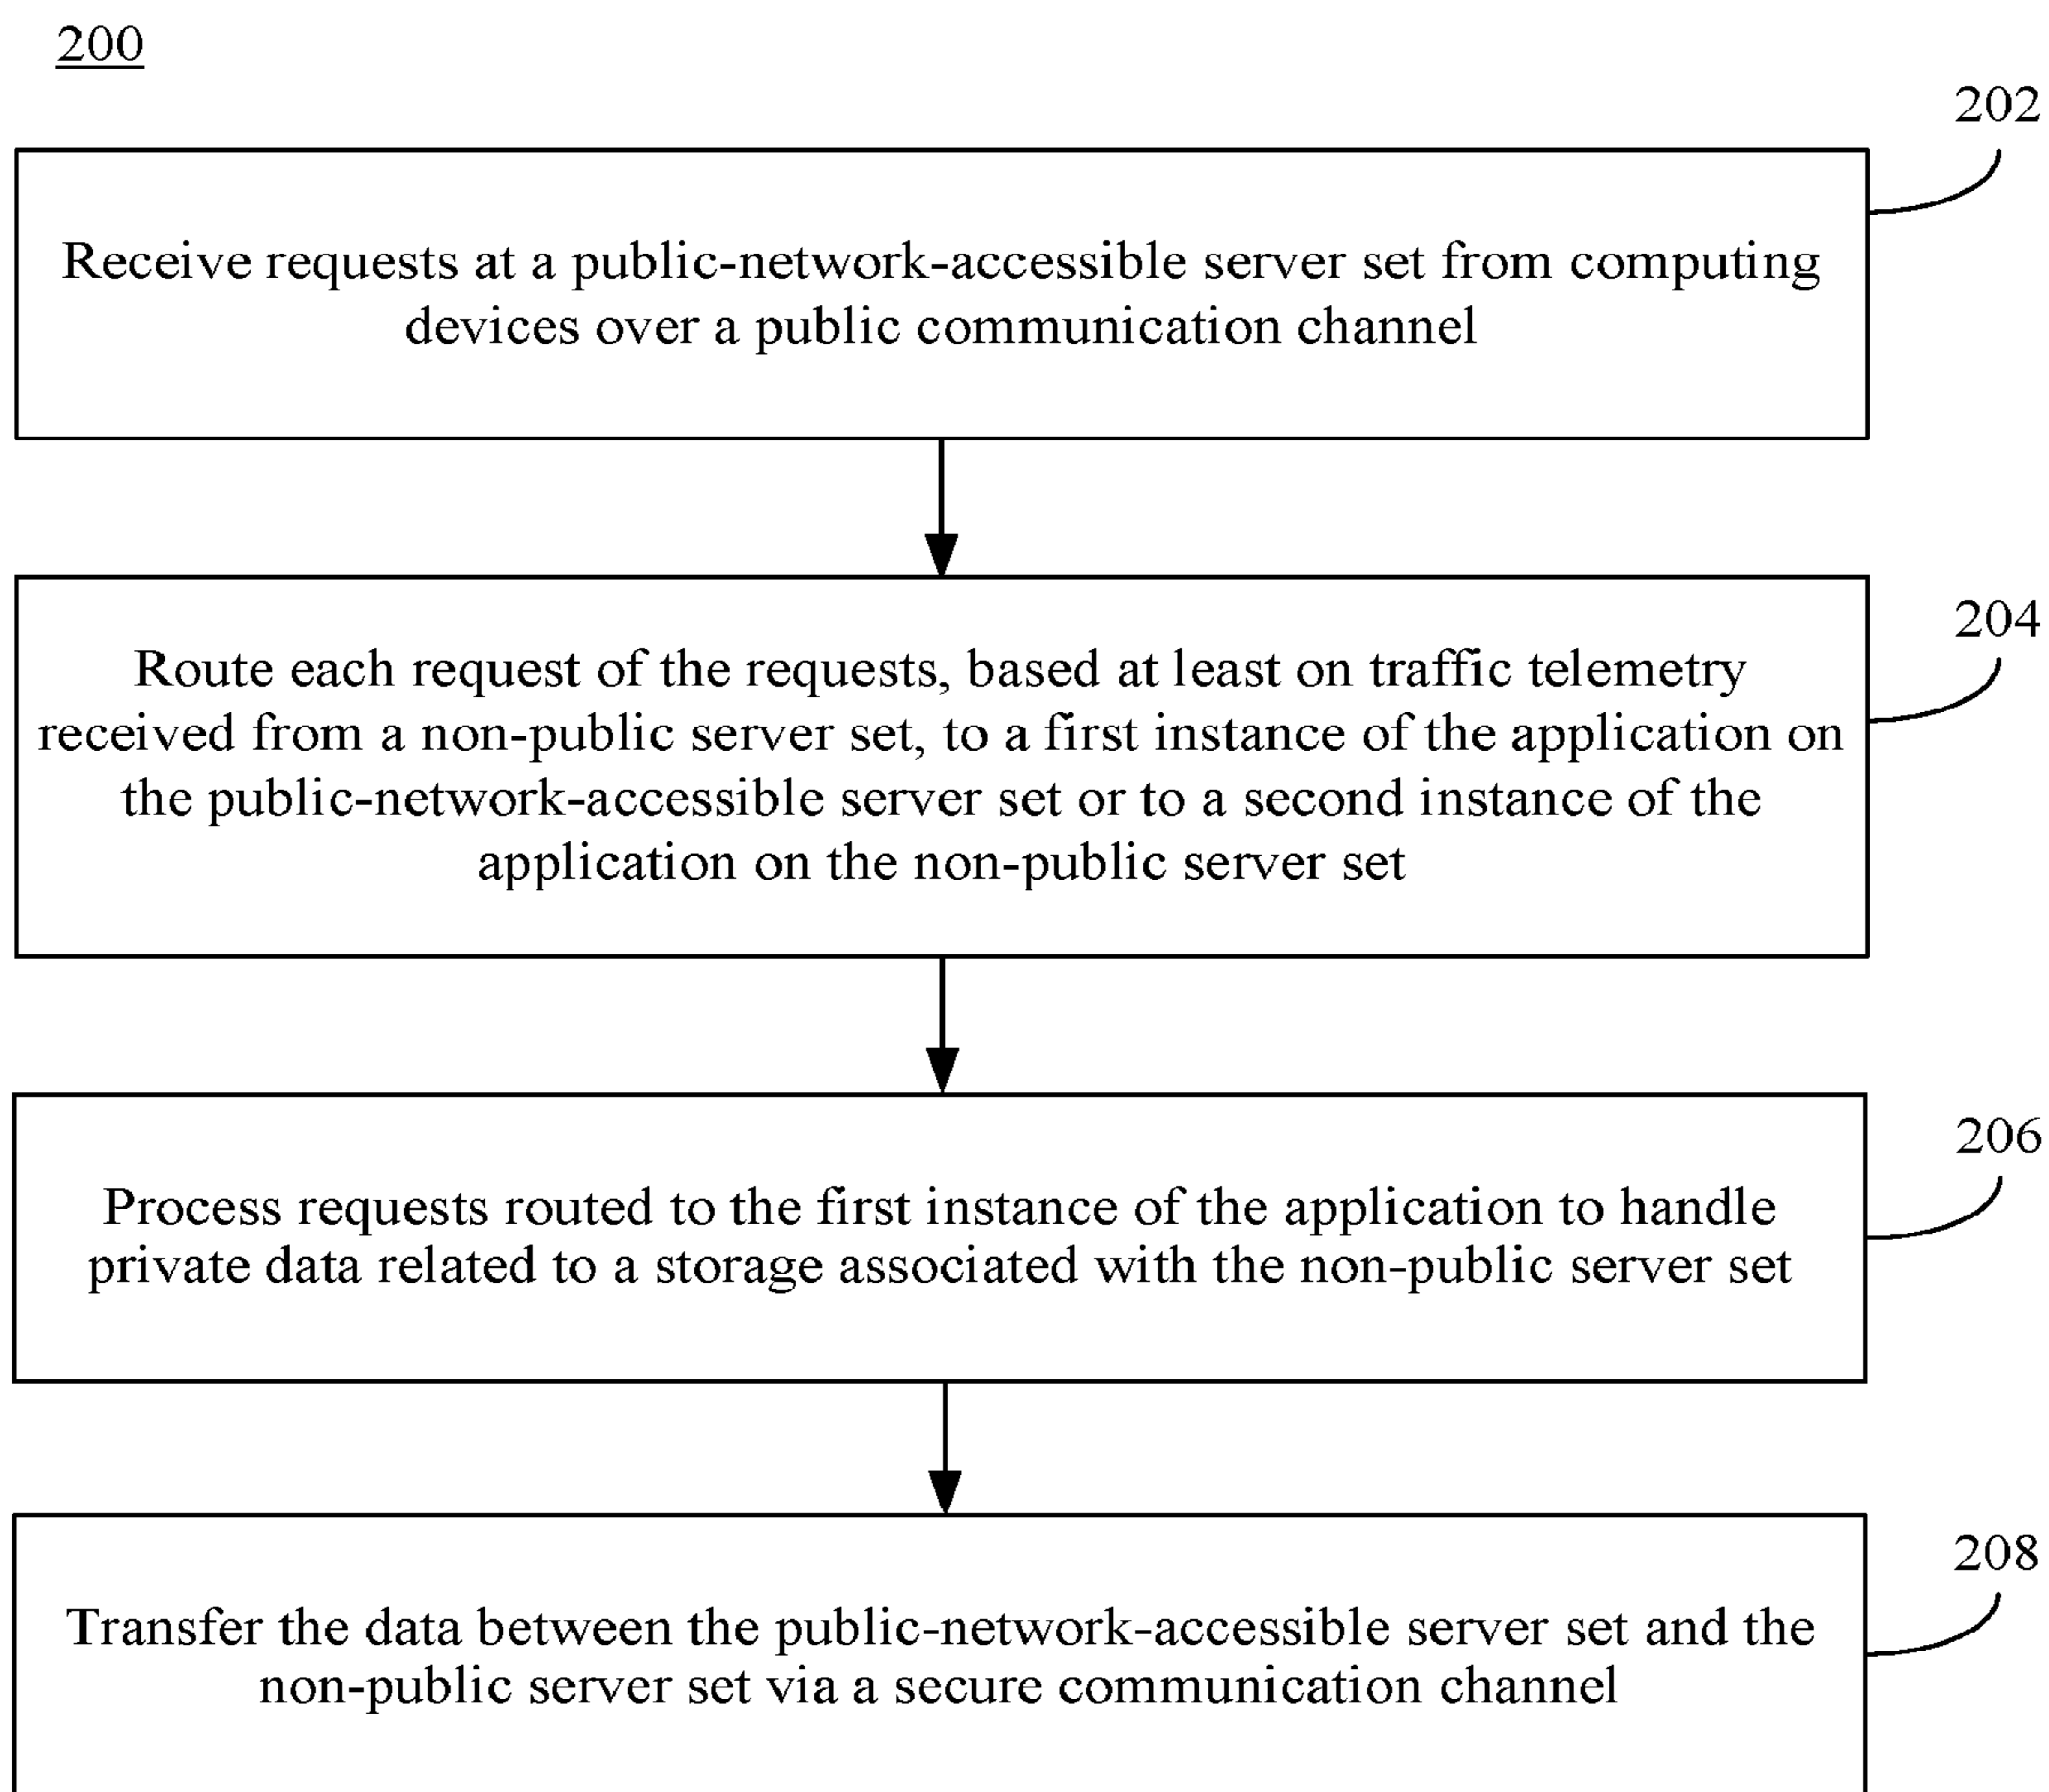 200
202
Receive requests at a public-network-accessible server set from computing
devices over a public communication channel
204
Route each request of the requests, based at least on traffic telemetry
received from a non-public server set, to a first instance of the application on
the public-network-accessible server set or to a second instance of the
application on the non-public server set
206
Process requests routed to the first instance of the application to handle
private data related to a storage associated with the non-public server set
208
Transfer the data between the public-network-accessible server set and the
non-public server set via a secure communication channel